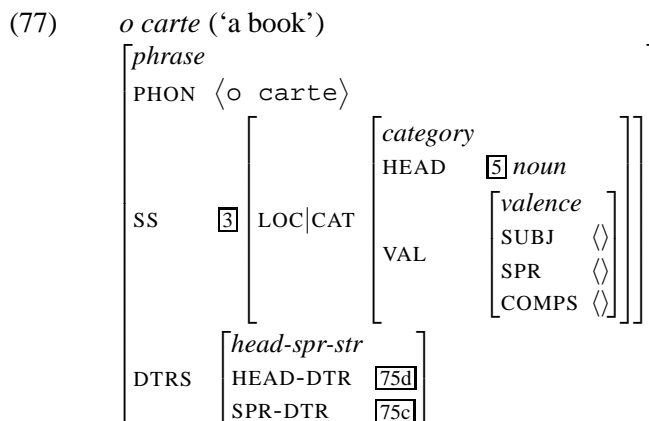 (77) o carte (‘a book’)
phrase
PHON ⟨o carte⟩
category
HEAD 5 noun
valence
SS 3 LOC|CAT SUBJ ⟨⟩
VAL SPR ⟨⟩
COMPS ⟨⟩
head-spr-str
DTRS HEAD-DTR 75d
SPR-DTR 75c